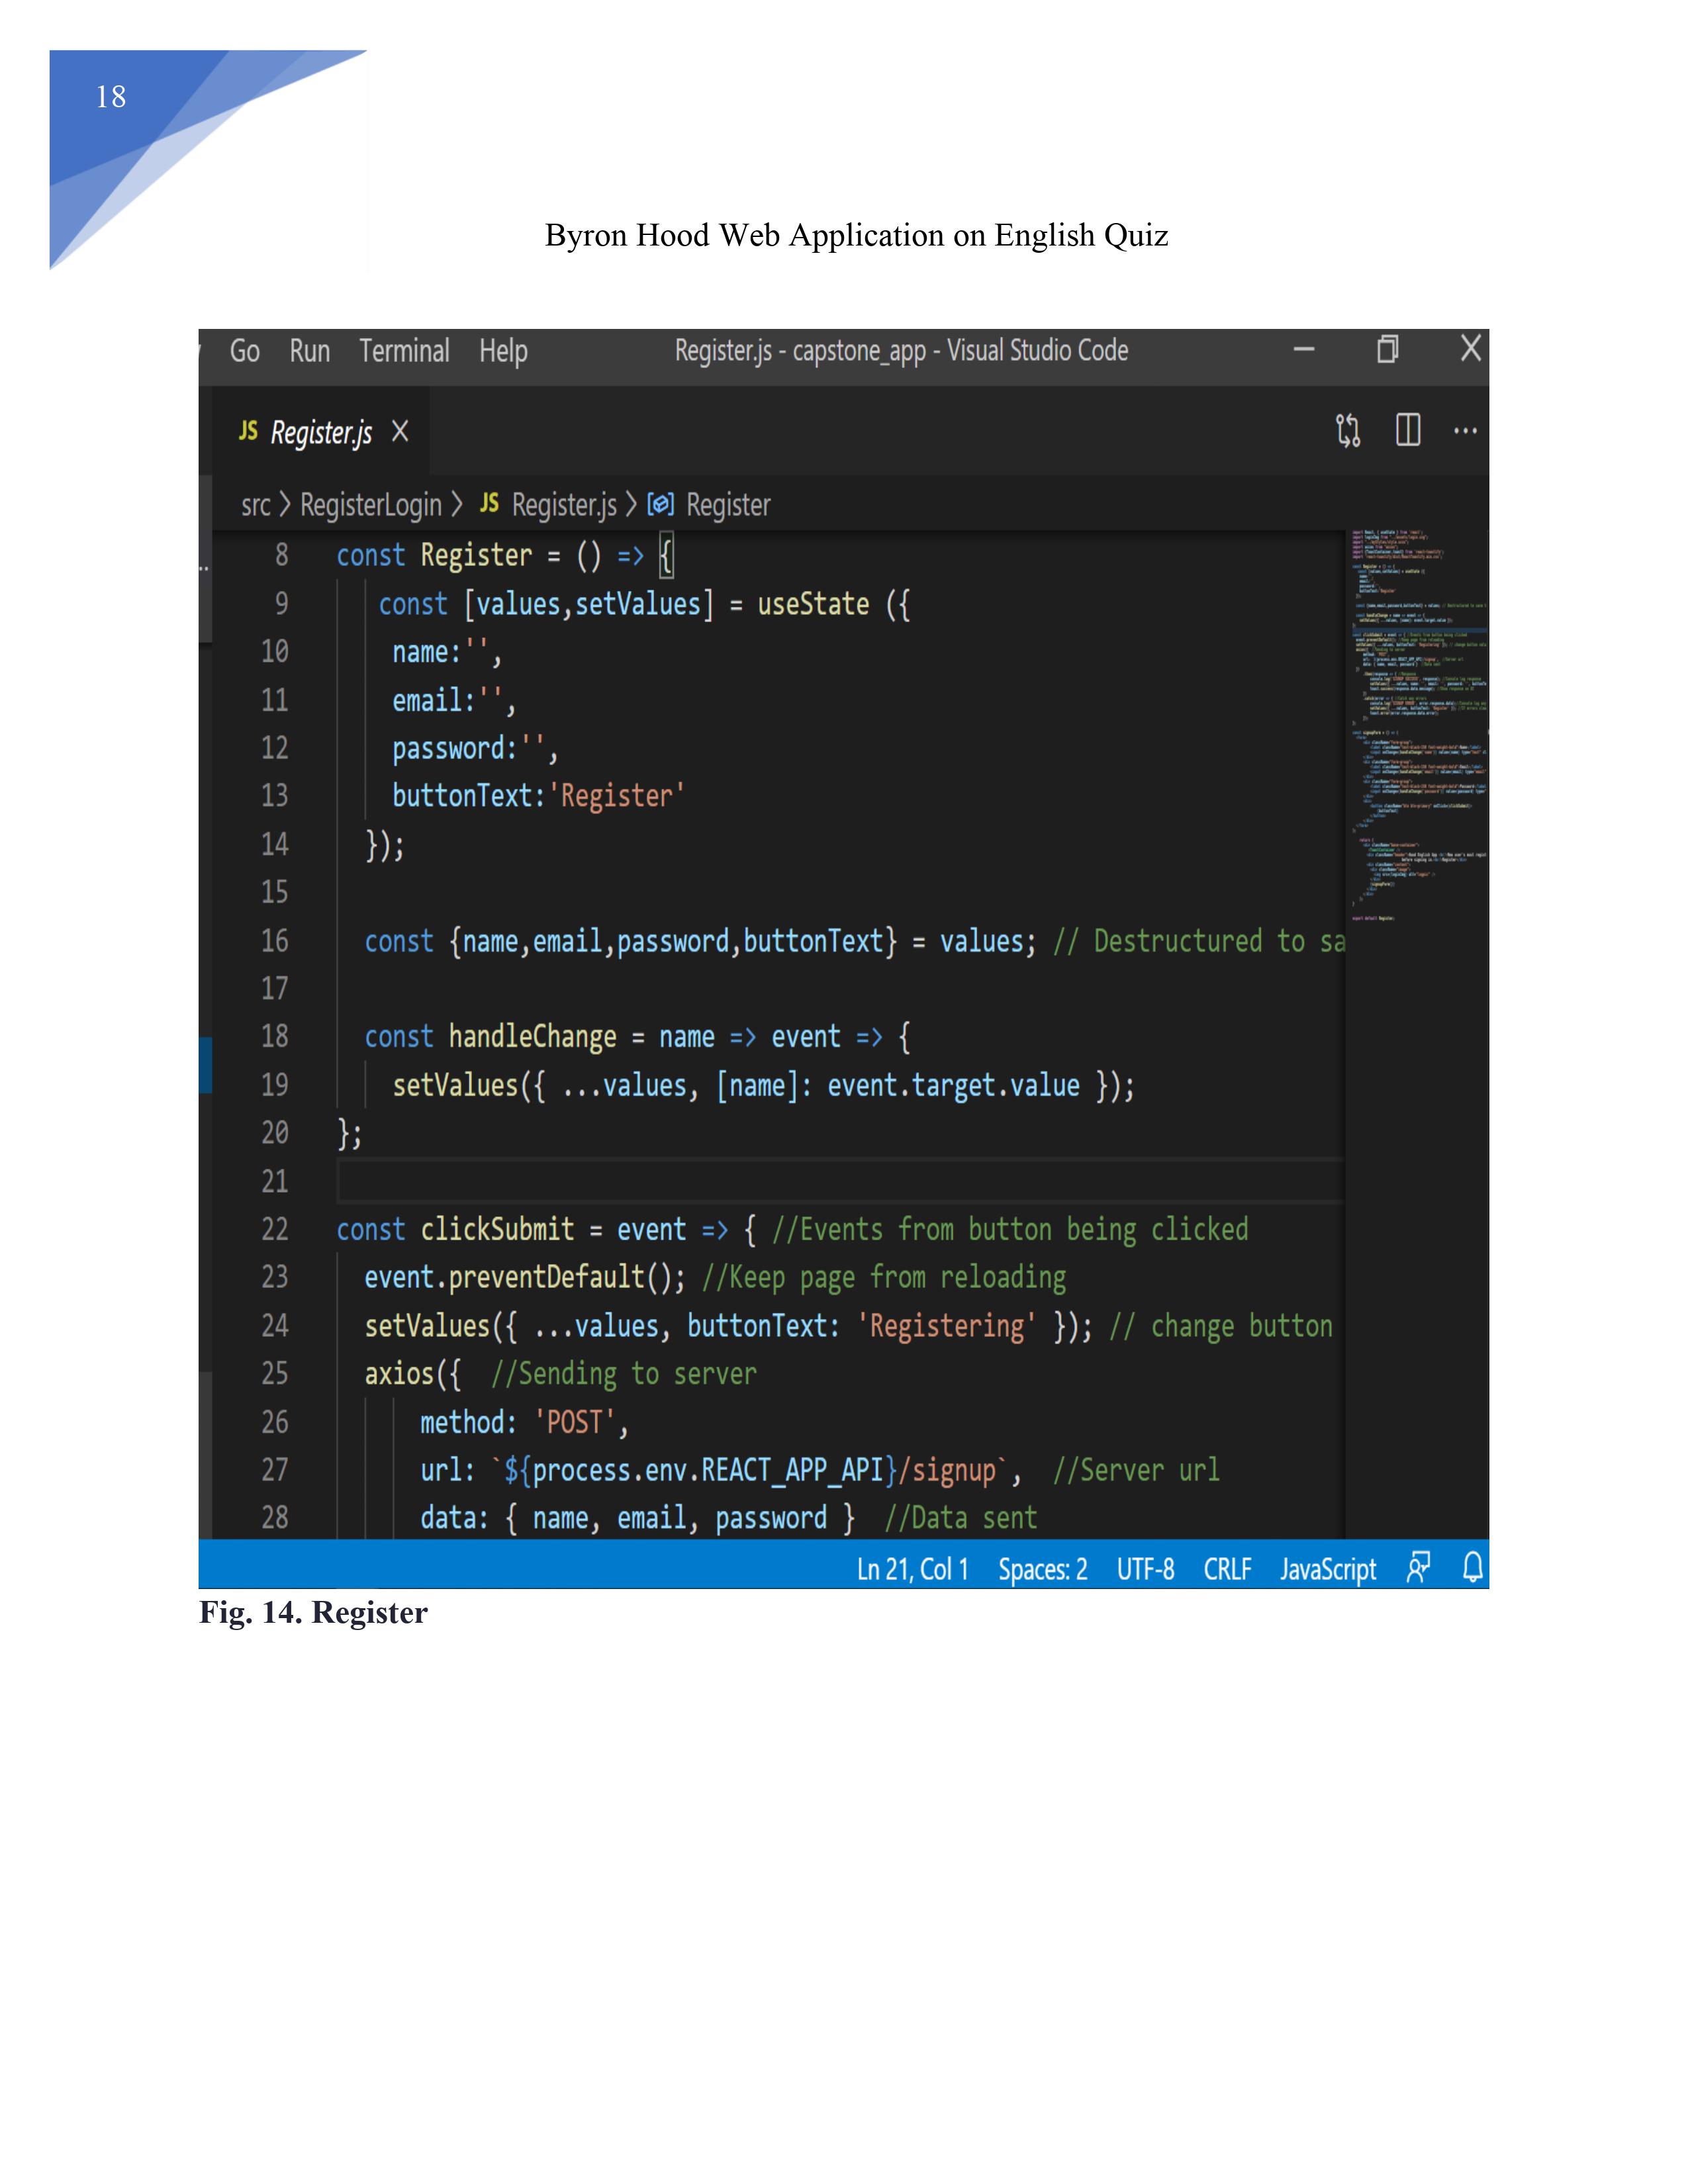 18
Byron Hood Web Application on English Quiz
Go Run Terminal Help Register.js - capstone_app - Visual Studio Code
JS Register.js X
src > RegisterLogin > JS Register.js > Register
8 const Register = () => {
9 const [values,setValues] = useState ({
10 name:'',
11 email:'',
12 password:'',
13 buttonText:'Register'
14 });
15
16 const {name,email,password,buttonText} = values; // Destructured to sa
17
18 const handleChange = name => event => {
19 setValues({ ...values, [name]: event.target.value });
20 };
21
22 const clickSubmit = event => { //Events from button being clicked
23 event.preventDefault(); //Keep page from reloading
24 setValues({ ...values, buttonText: 'Registering' }); // change button
25 axios({ //Sending to server
26 method: 'POST',
27 url: `${process.env.REACT_APP_API}/signup`, //Server url
28 data: { name, email, password } //Data sent
Ln 21, Col 1 Spaces: 2 UTF-8 CRLF JavaScript
Fig. 14. Register